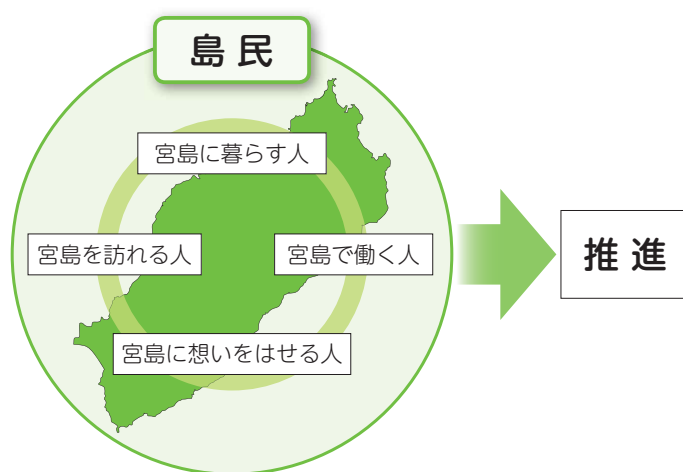 島民
宮島に暮らす人
宮島を訪れる人
宮島で働く人
宮島に想いをはせる人
推進